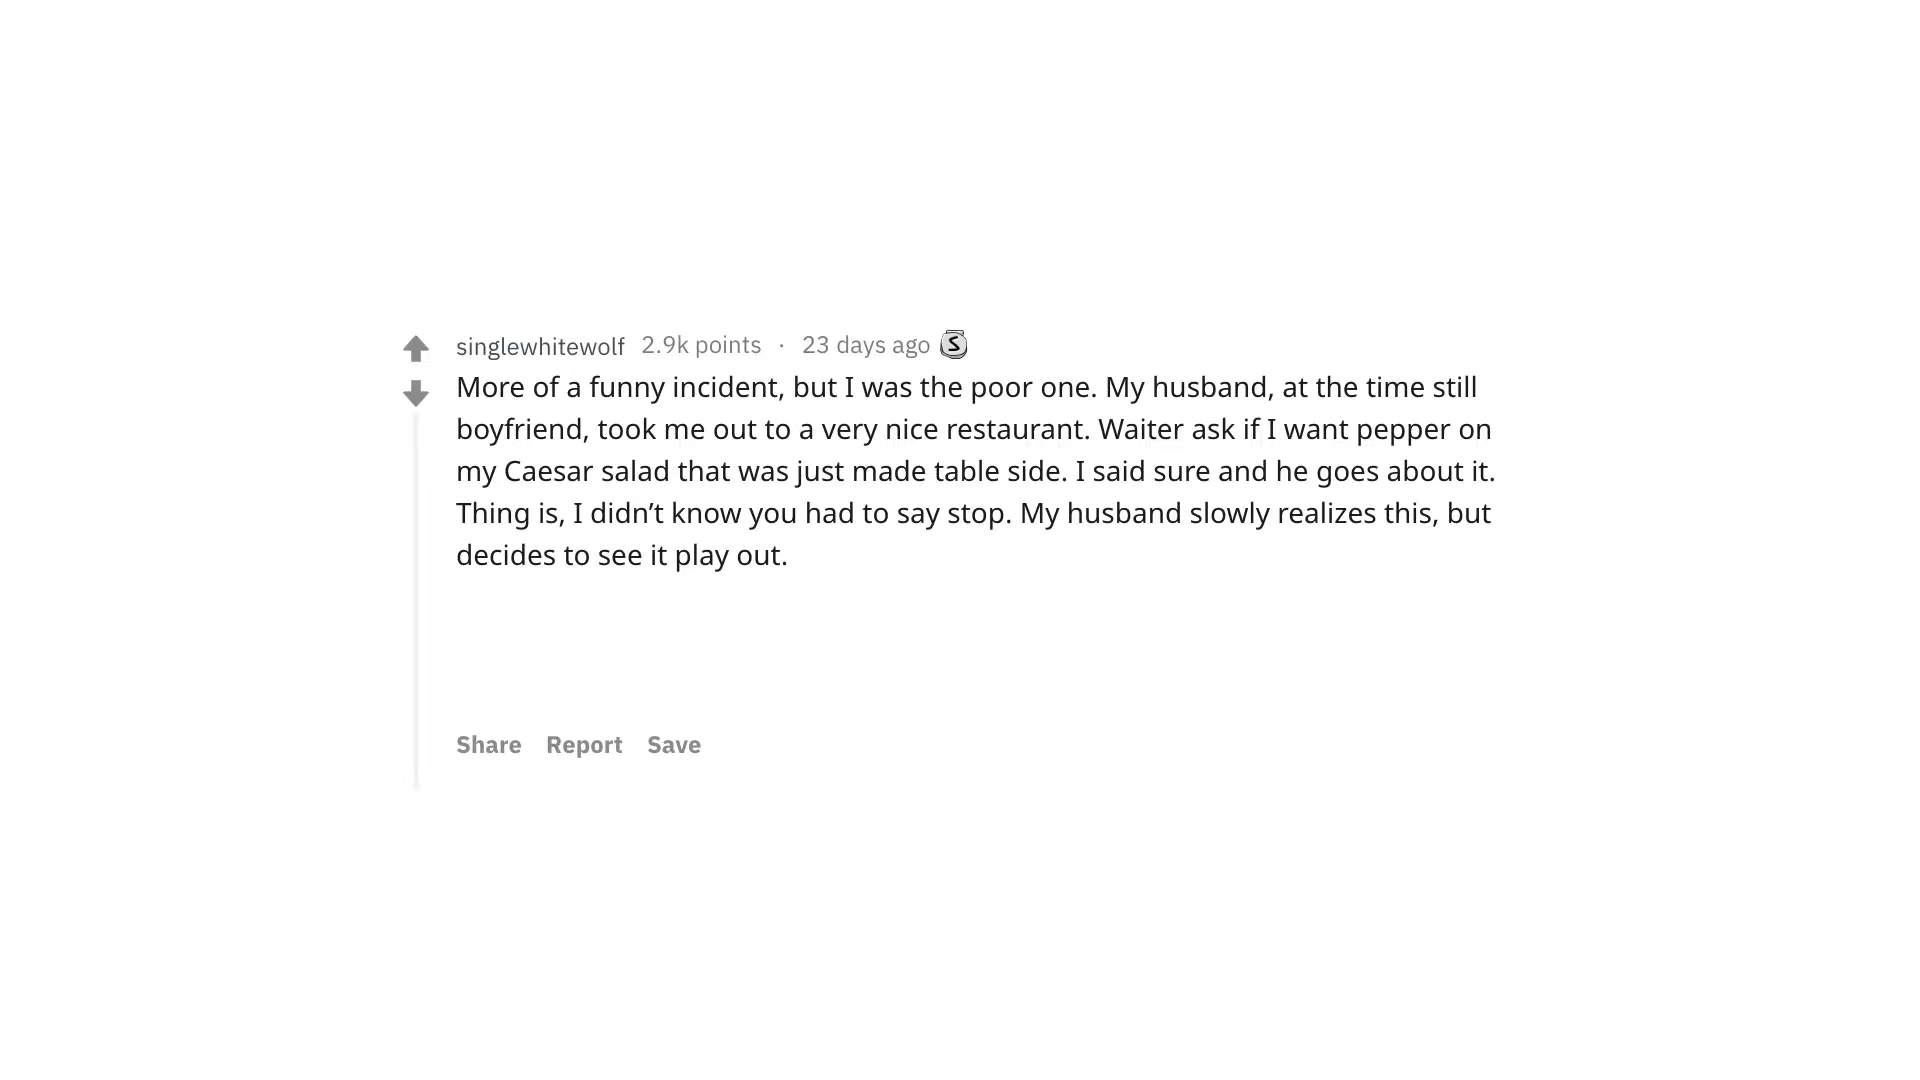 singlewhitewolf 2.9k points · 23 days ago S
More of a funny incident, but I was the poor one. My husband, at the time still
boyfriend, took me out to a very nice restaurant. Waiter ask if I want pepper on
my Caesar salad that was just made table side. I said sure and he goes about it.
Thing is, I didn’t know you had to say stop. My husband slowly realizes this, but
decides to see it play out.
Share Report Save